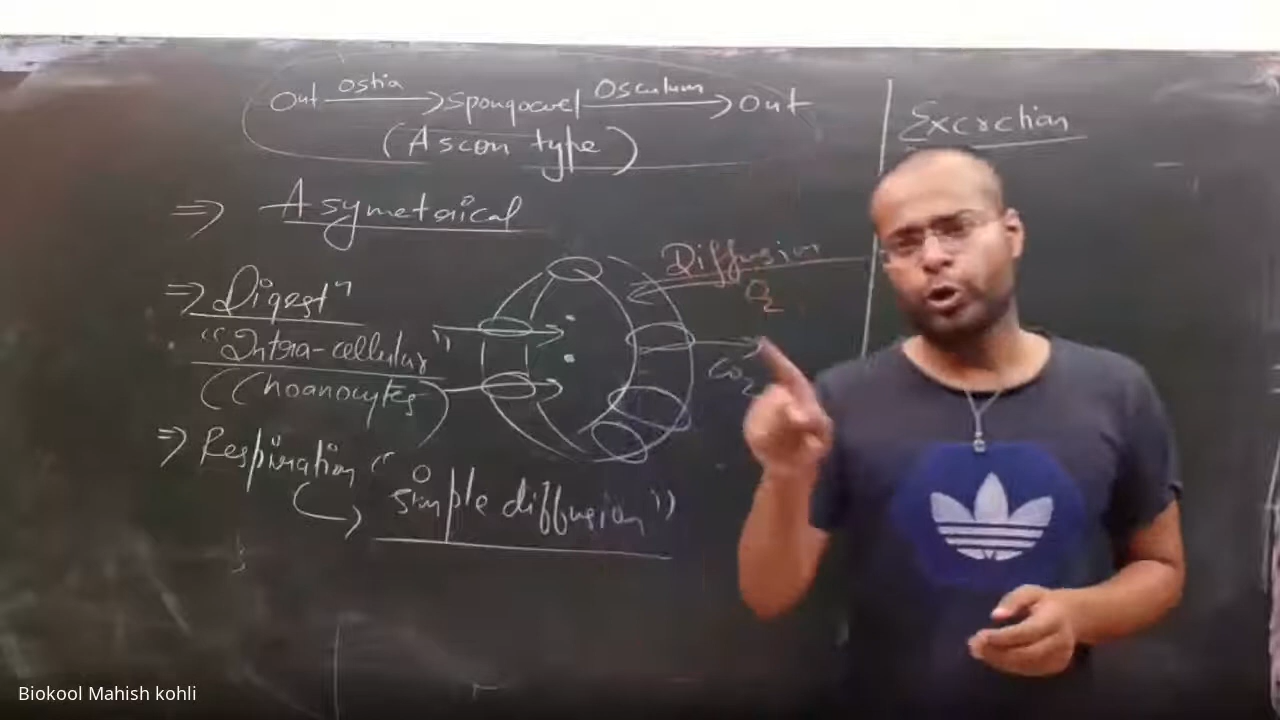 Out ostia → Spongocoel Osculum → Out
(Ascon type)
⇒ Asymetrical
⇒ Digest"
"Intra-cellular"
(Choanocytes)
⇒ Respiration
"Simple diffusion"
Diffusion
O2
CO2
Excretion
Biokool Mahish kohli